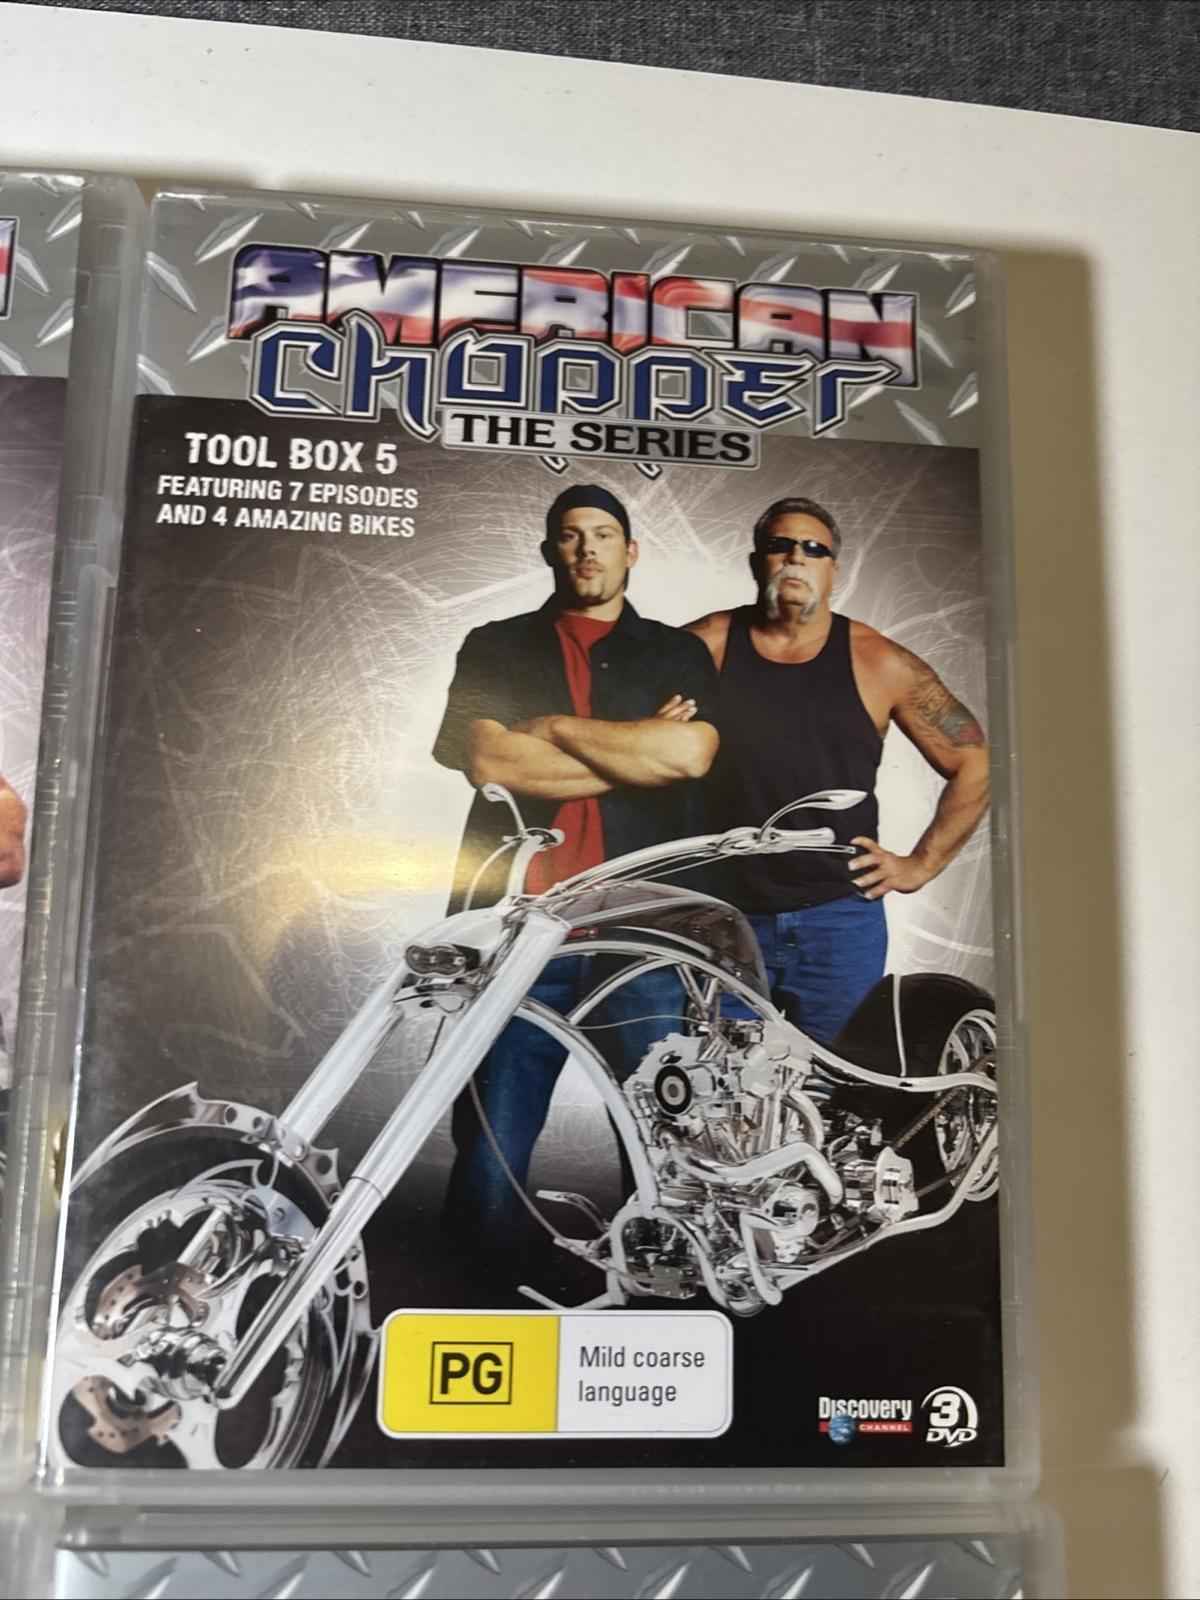 AMERICAN
CHOPPER
THE SERIES
TOOL BOX 5
FEATURING 7 EPISODES
AND 4 AMAZING BIKES
PG
Mild coarse
language
Discovery
CHANNEL
3
DVD